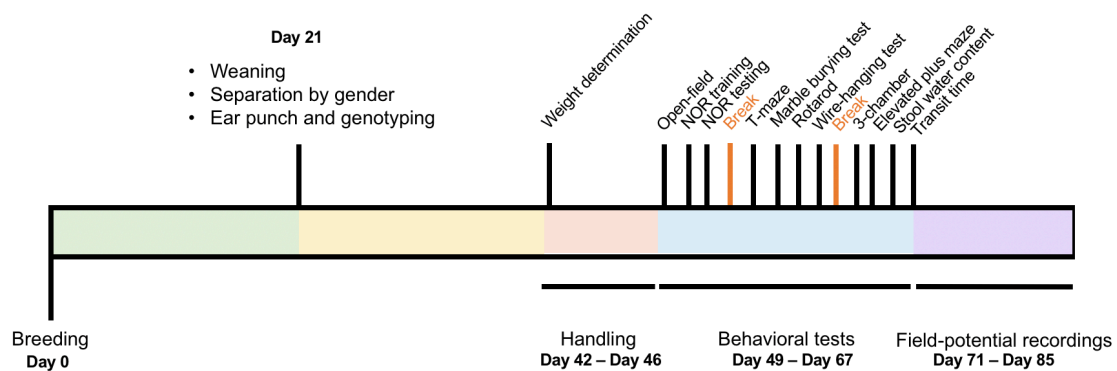 Day 21
• Weaning
• Separation by gender
• Ear punch and genotyping
Weight determination
Open-field
NOR training
NOR testing
Break
T-maze
Marble burying test
Rotarod
Wire-hanging test
Break
3-chamber
Elevated plus maze
Stool water content
Transit time
Breeding
Day 0
Handling
Day 42 – Day 46
Behavioral tests
Day 49 – Day 67
Field-potential recordings
Day 71 – Day 85